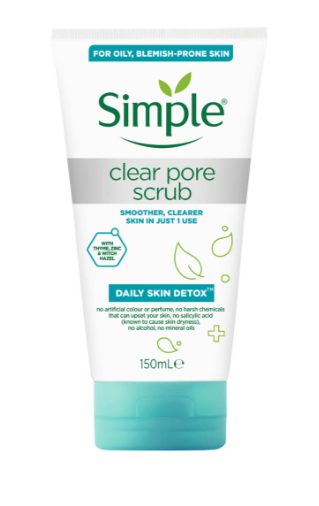 FOR OILY, BLEMISH-PRONE SKIN
Simple®
clear pore
scrub
SMOOTHER, CLEARER
SKIN IN JUST 1 USE
WITH
THYME, ZINC
& WITCH
HAZEL
DAILY SKIN DETOX™
no artificial colour or perfume, no harsh chemicals
that can upset your skin, no salicylic acid
(known to cause skin dryness),
no alcohol, no mineral oils
150mL℮